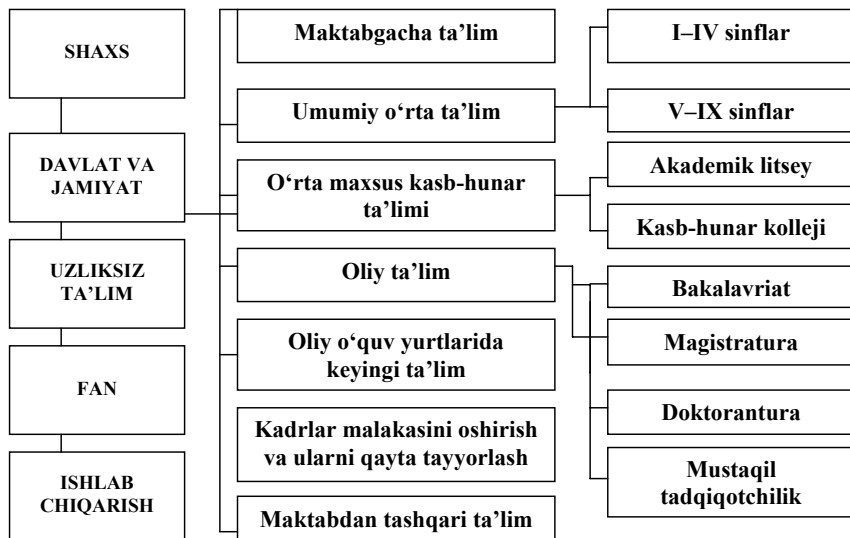 SHAXS
DAVLAT VA
JAMIYAT
UZLIKSIZ
TA’LIM
FAN
ISHLAB
CHIQARISH
Maktabgacha ta’lim
Umumiy o‘rta ta’lim
O‘rta maxsus kasb-hunar
ta’limi
Oliy ta’lim
Oliy o‘quv yurtlarida
keyingi ta’lim
Kadrlar malakasini oshirish
va ularni qayta tayyorlash
Maktabdan tashqari ta’lim
I–IV sinflar
V–IX sinflar
Akademik litsey
Kasb-hunar kolleji
Bakalavriat
Magistratura
Doktorantura
Mustaqil
tadqiqotchilik